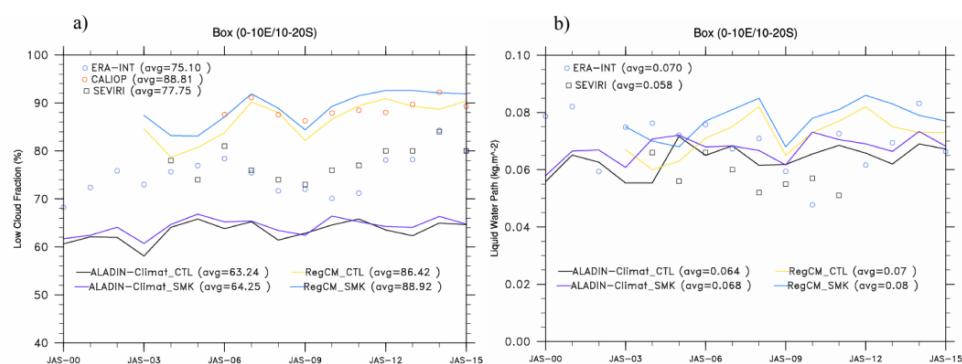 a)
Box (0-10E/10-20S)
Low Cloud Fraction (%)
100
90
80
70
60
50
40
ERA-INT (avg=75.10)
CALIOP (avg=88.81)
SEVIRI (avg=77.75)
ALADIN-Climat_CTL (avg=63.24)
ALADIN-Climat_SMK (avg=64.25)
RegCM_CTL (avg=86.42)
RegCM_SMK (avg=88.92)
JAS-00 JAS-03 JAS-06 JAS-09 JAS-12 JAS-15
b)
Box (0-10E/10-20S)
Liquid Water Path (kg.m^-2)
0.10
0.08
0.06
0.04
0.02
0.00
ERA-INT (avg=0.070)
SEVIRI (avg=0.058)
ALADIN-Climat_CTL (avg=0.064)
ALADIN-Climat_SMK (avg=0.068)
RegCM_CTL (avg=0.07)
RegCM_SMK (avg=0.08)
JAS-00 JAS-03 JAS-06 JAS-09 JAS-12 JAS-15